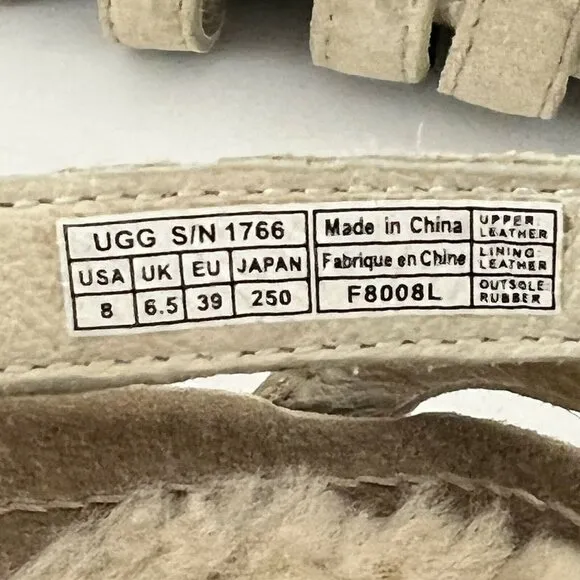 UGG S/N 1766
USA UK EU JAPAN
8 6.5 39 250
Made in China
Fabrique en Chine
F8008L
UPPER:
LEATHER
LINING:
LEATHER
OUTSOLE:
RUBBER